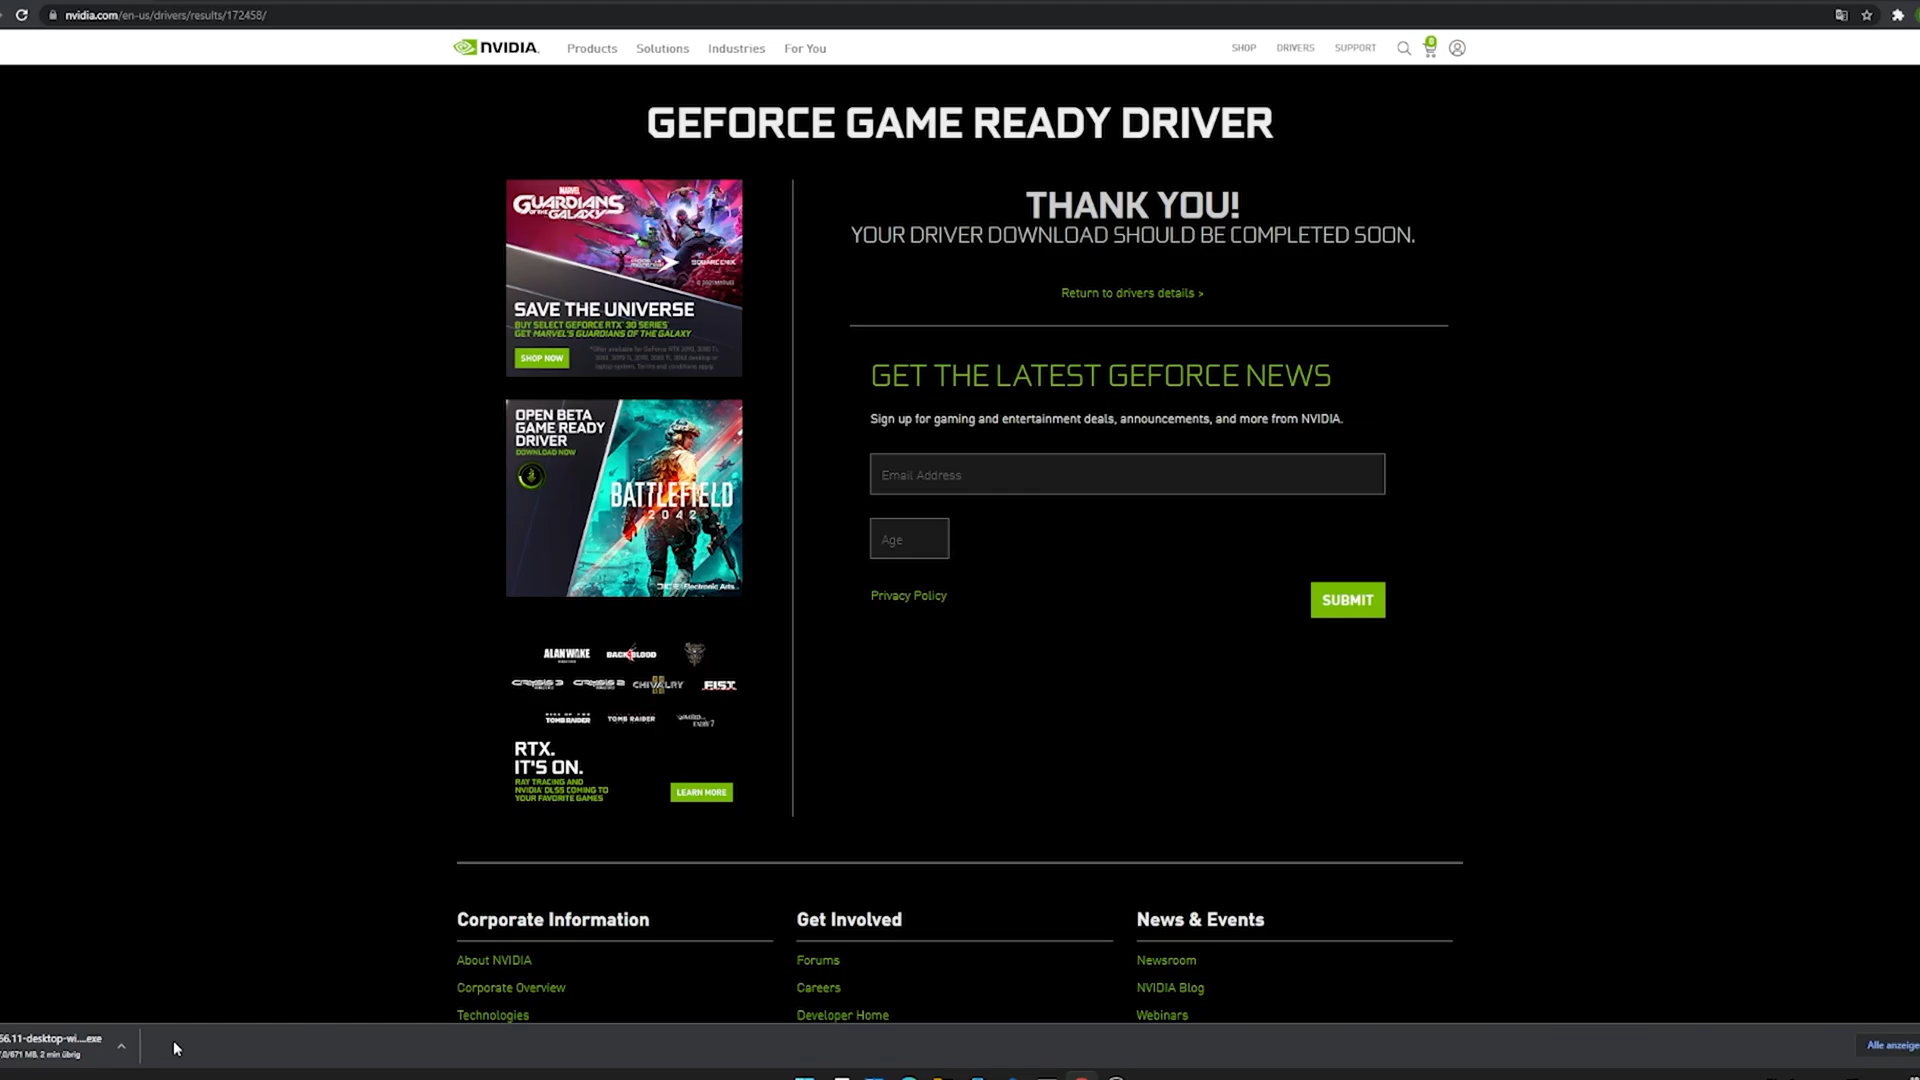 nvidia.com/en-us/drivers/results/172458/
NVIDIA.
Products
Solutions
Industries
For You
SHOP
DRIVERS
SUPPORT
0
GEFORCE GAME READY DRIVER
MARVEL
GUARDIANS
OF THE GALAXY
SQUARE ENIX
SAVE THE UNIVERSE
BUY SELECT GEFORCE RTX 30 SERIES
GET MARVEL'S GUARDIANS OF THE GALAXY
SHOP NOW
OPEN BETA
GAME READY
DRIVER
DOWNLOAD NOW
BATTLEFIELD
2042
DICE Electronic Arts
ALAN WAKE
BACK 4 BLOOD
CRYSIS 3
CRYSIS 2
CHIVALRY
F.I.S.T.
RISE OF THE
TOMB RAIDER
TOMB RAIDER
RTX.
IT'S ON.
RAY TRACING AND
NVIDIA DLSS COMING TO
YOUR FAVORITE GAMES
LEARN MORE
THANK YOU!
YOUR DRIVER DOWNLOAD SHOULD BE COMPLETED SOON.
Return to drivers details >
GET THE LATEST GEFORCE NEWS
Sign up for gaming and entertainment deals, announcements, and more from NVIDIA.
Email Address
Age
Privacy Policy
SUBMIT
Corporate Information
About NVIDIA
Corporate Overview
Technologies
Get Involved
Forums
Careers
Developer Home
News & Events
Newsroom
NVIDIA Blog
Webinars
56.11-desktop-wi....exe
/671 MB, 2 min übrig
Alle anzeige